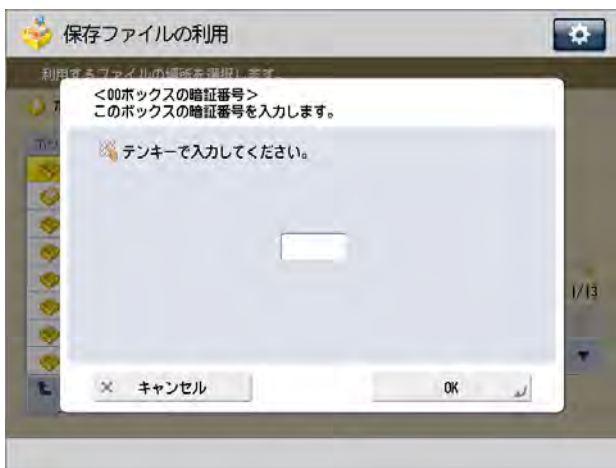 保存ファイルの利用
利用するファイルの場所を選択します。
<00ボックスの暗証番号>
このボックスの暗証番号を入力します。
テンキーで入力してください。
1/13
キャンセル
OK